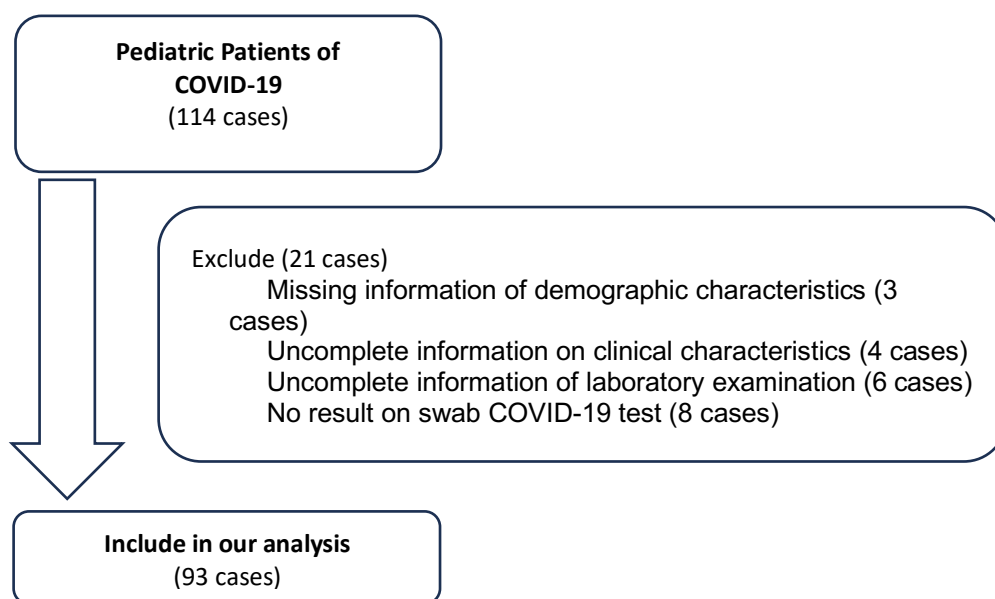 Pediatric Patients of
COVID-19
(114 cases)
Exclude (21 cases)
Missing information of demographic characteristics (3
cases)
Uncomplete information on clinical characteristics (4 cases)
Uncomplete information of laboratory examination (6 cases)
No result on swab COVID-19 test (8 cases)
Include in our analysis
(93 cases)